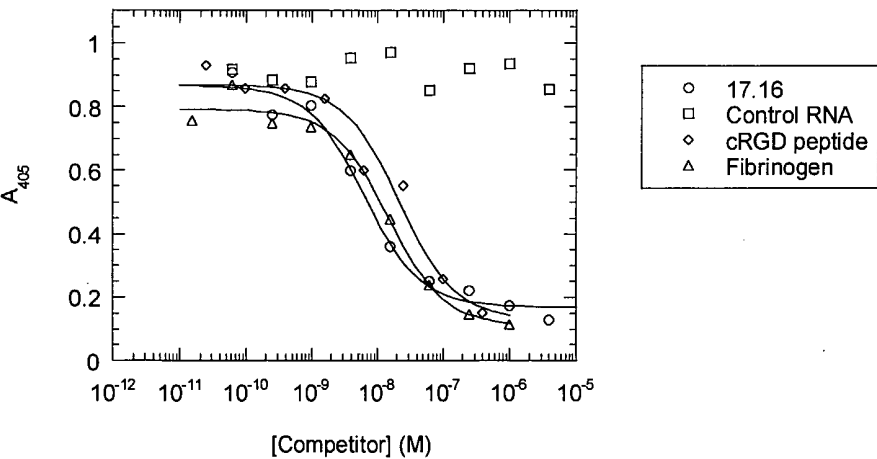 1
0.8
0.6
0.4
0.2
0
A405
10-12 10-11 10-10 10-9 10-8 10-7 10-6 10-5
[Competitor] (M)
17.16
Control RNA
cRGD peptide
Fibrinogen